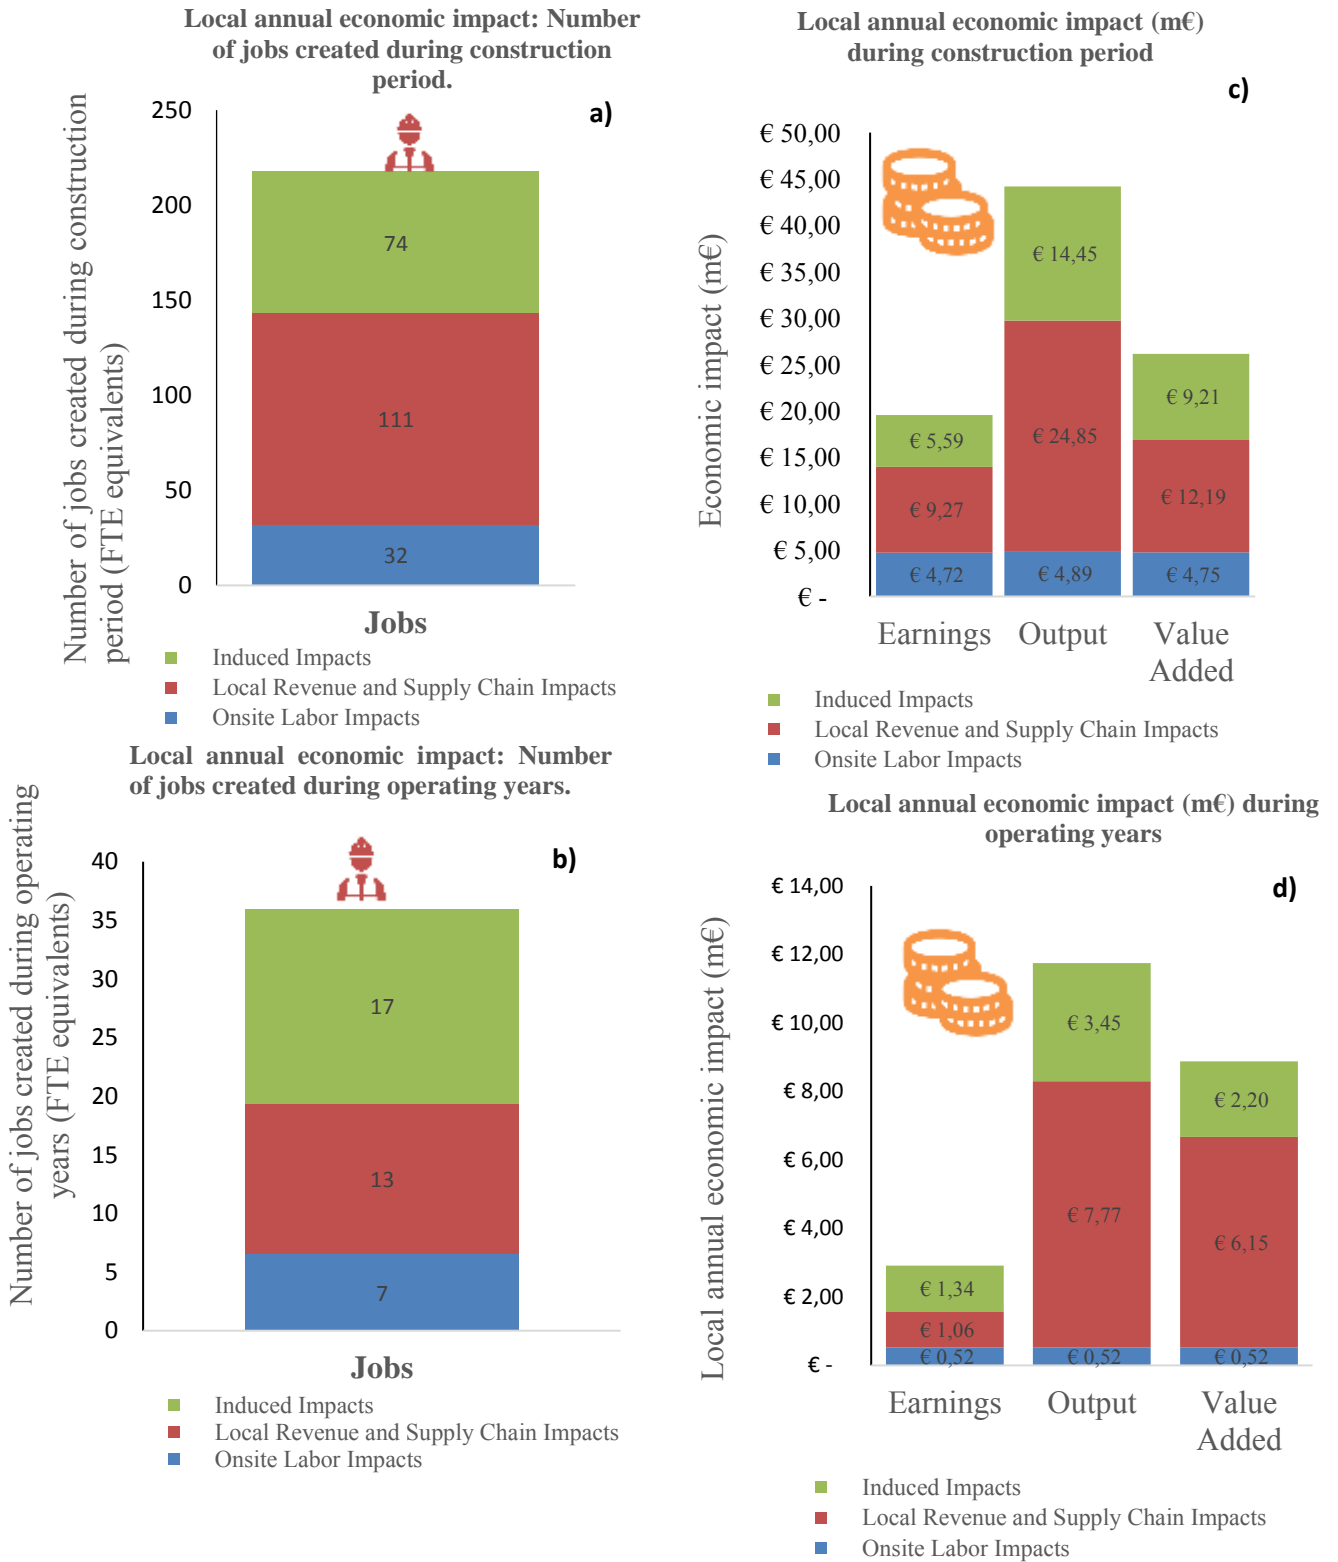 Local annual economic impact: Number
of jobs created during construction
period.
a)
Number of jobs created during construction
period (FTE equivalents)
250
200
150
100
50
0
74
111
32
Jobs
Induced Impacts
Local Revenue and Supply Chain Impacts
Onsite Labor Impacts
Local annual economic impact: Number
of jobs created during operating years.
b)
Number of jobs created during operating
years (FTE equivalents)
40
35
30
25
20
15
10
5
0
17
13
7
Jobs
Induced Impacts
Local Revenue and Supply Chain Impacts
Onsite Labor Impacts
Local annual economic impact (m€)
during construction period
c)
Economic impact (m€)
€ 50,00
€ 45,00
€ 40,00
€ 35,00
€ 30,00
€ 25,00
€ 20,00
€ 15,00
€ 10,00
€ 5,00
€ -
€ 14,45
€ 9,21
€ 5,59
€ 24,85
€ 9,27
€ 12,19
€ 4,72
€ 4,89
€ 4,75
Earnings
Output
Value
Added
Induced Impacts
Local Revenue and Supply Chain Impacts
Onsite Labor Impacts
Local annual economic impact (m€) during
operating years
d)
Local annual economic impact (m€)
€ 14,00
€ 12,00
€ 10,00
€ 8,00
€ 6,00
€ 4,00
€ 2,00
€ -
€ 3,45
€ 2,20
€ 7,77
€ 6,15
€ 1,34
€ 1,06
€ 0,52
€ 0,52
€ 0,52
Earnings
Output
Value
Added
Induced Impacts
Local Revenue and Supply Chain Impacts
Onsite Labor Impacts